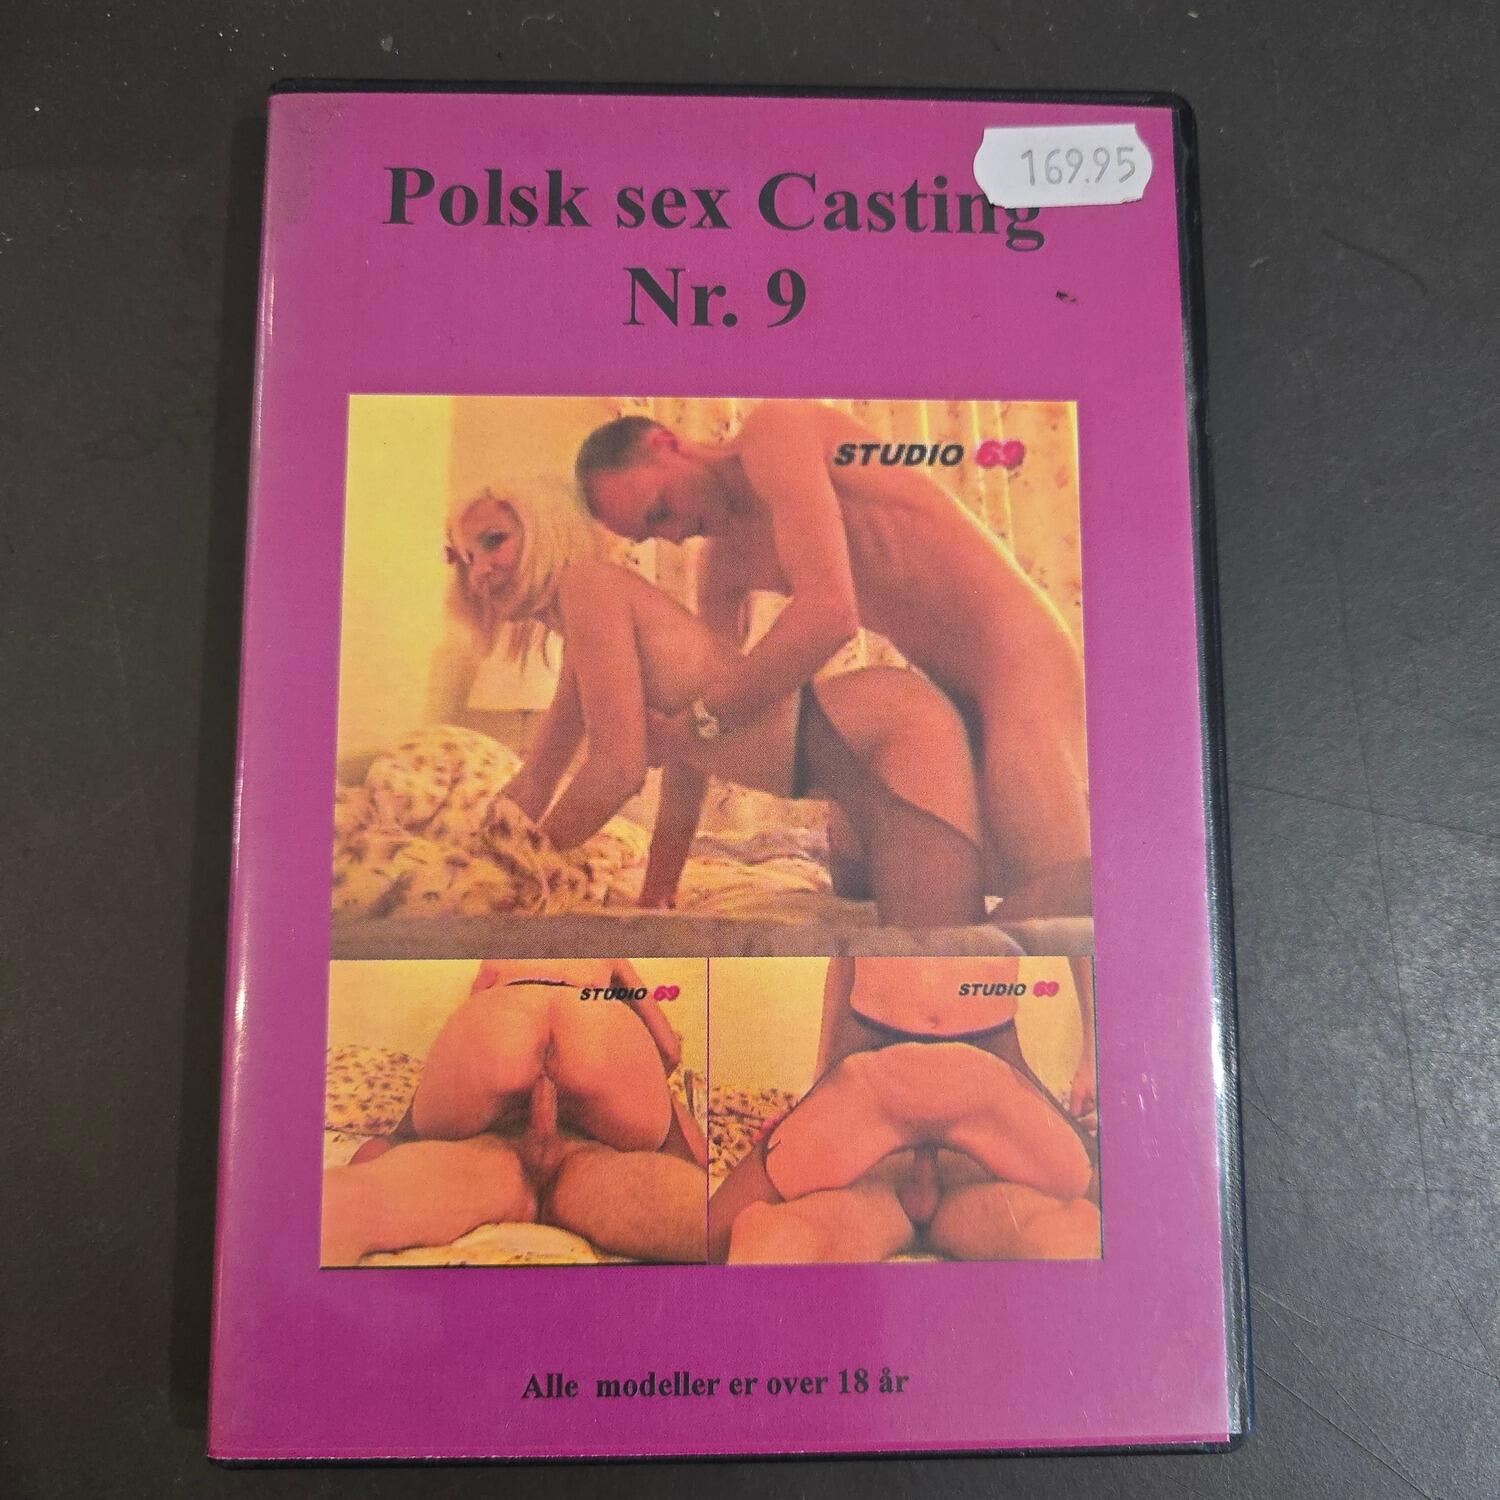 169.95
Polsk sex Casting
Nr. 9
STUDIO 69
STUDIO 69
STUDIO 69
Alle modeller er over 18 år